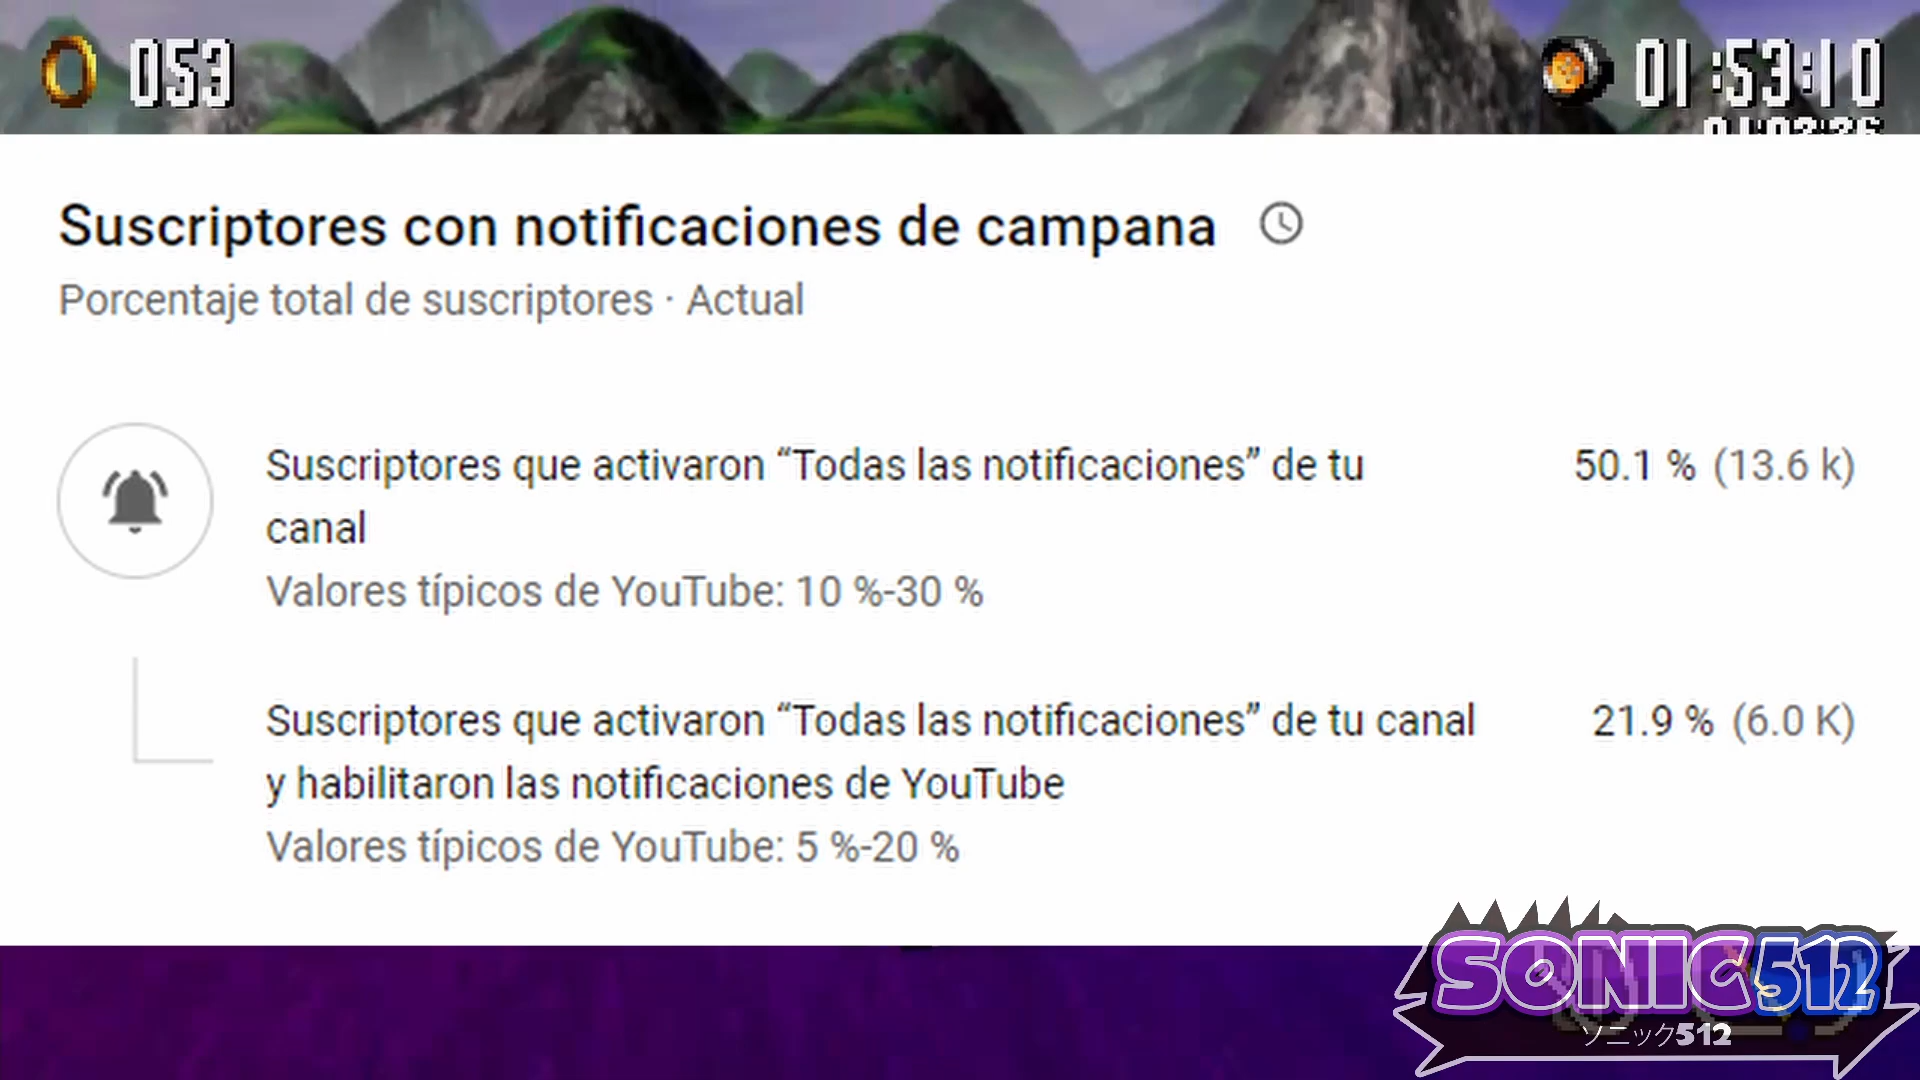 053
01:53:10
Suscriptores con notificaciones de campana
Porcentaje total de suscriptores · Actual
Suscriptores que activaron “Todas las notificaciones” de tu
canal
50.1 % (13.6 k)
Valores típicos de YouTube: 10 %-30 %
Suscriptores que activaron “Todas las notificaciones” de tu canal
y habilitaron las notificaciones de YouTube
21.9 % (6.0 K)
Valores típicos de YouTube: 5 %-20 %
SONIC512
ソニック512